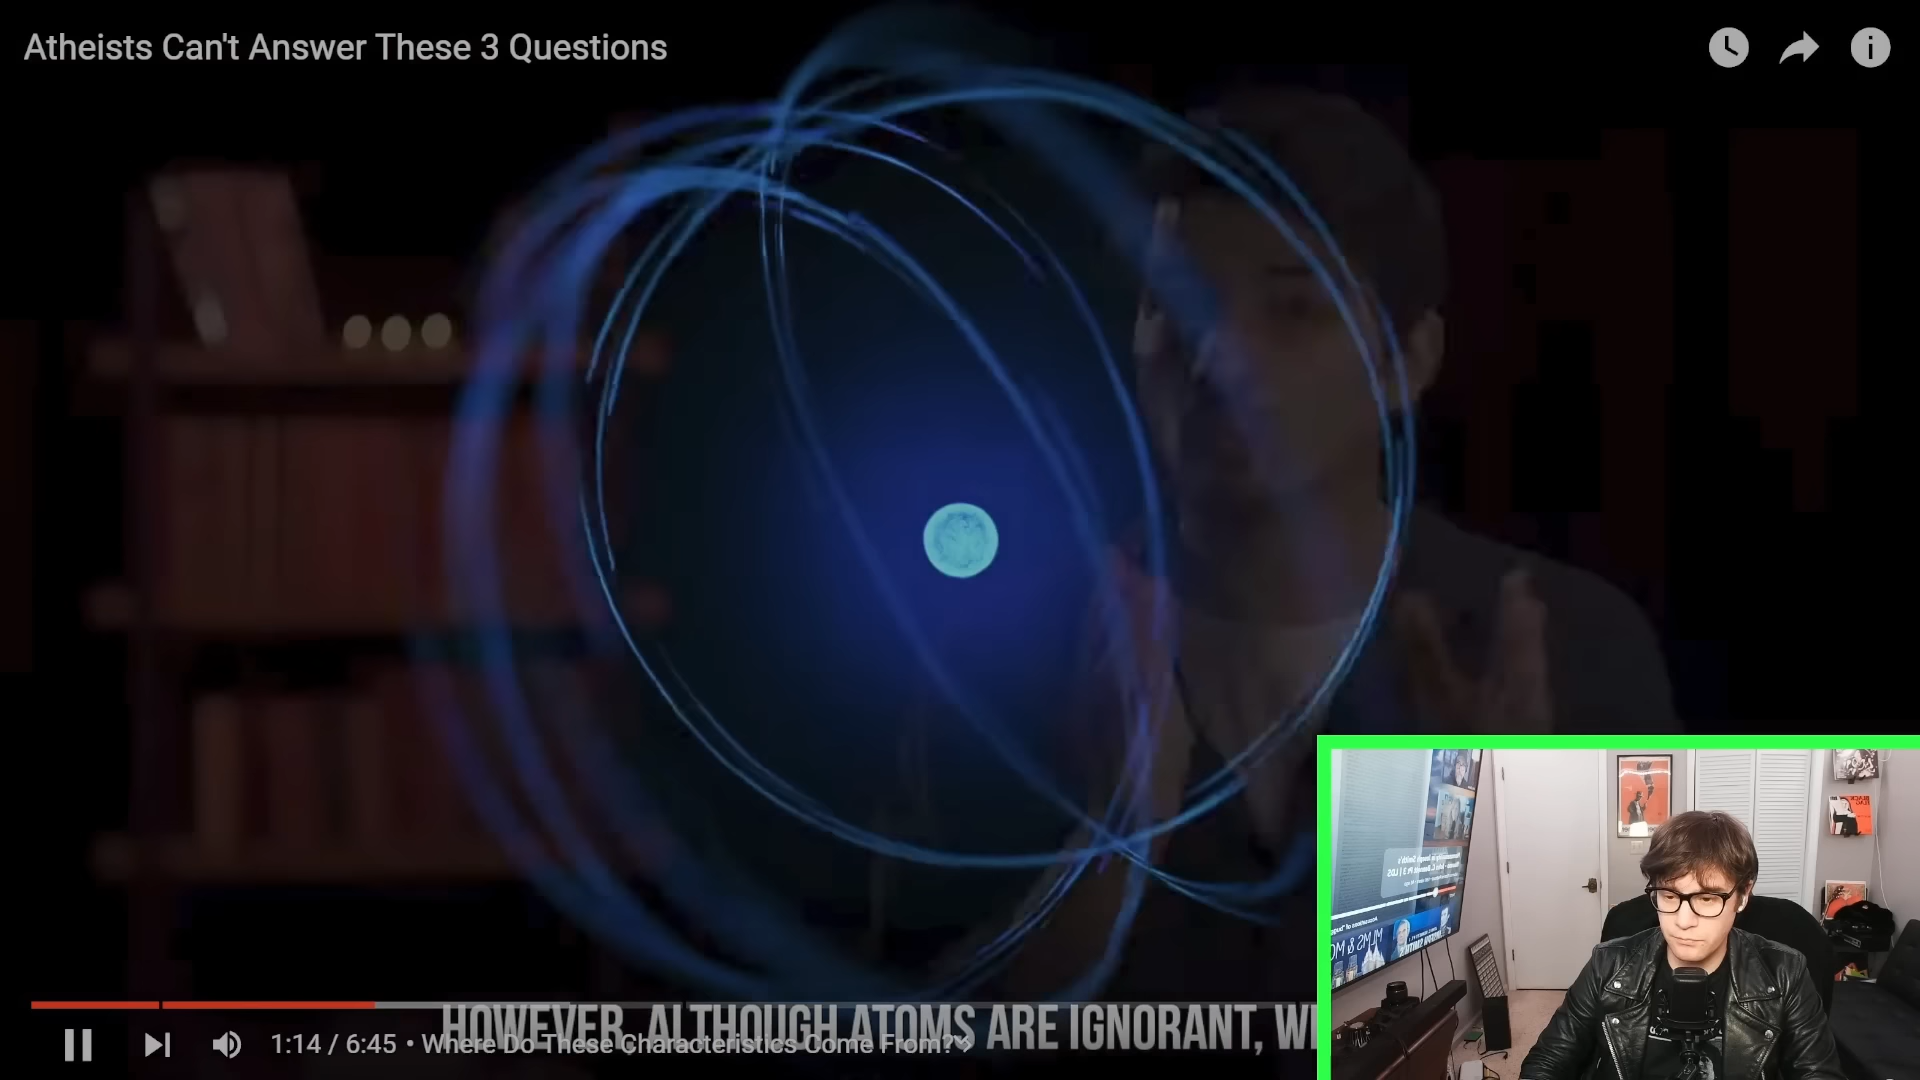 Atheists Can't Answer These 3 Questions
HOWEVER, ALTHOUGH ATOMS ARE IGNORANT, WE
1:14 / 6:45 • Where Do These Characteristics Come From?